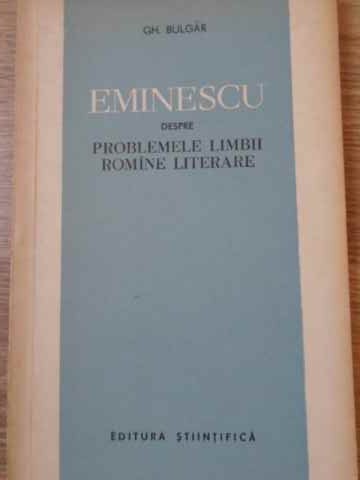 GH. BULGĂR
EMINESCU
DESPRE
PROBLEMELE LIMBII
ROMÎNE LITERARE
EDITURA ȘTIINȚIFICĂ